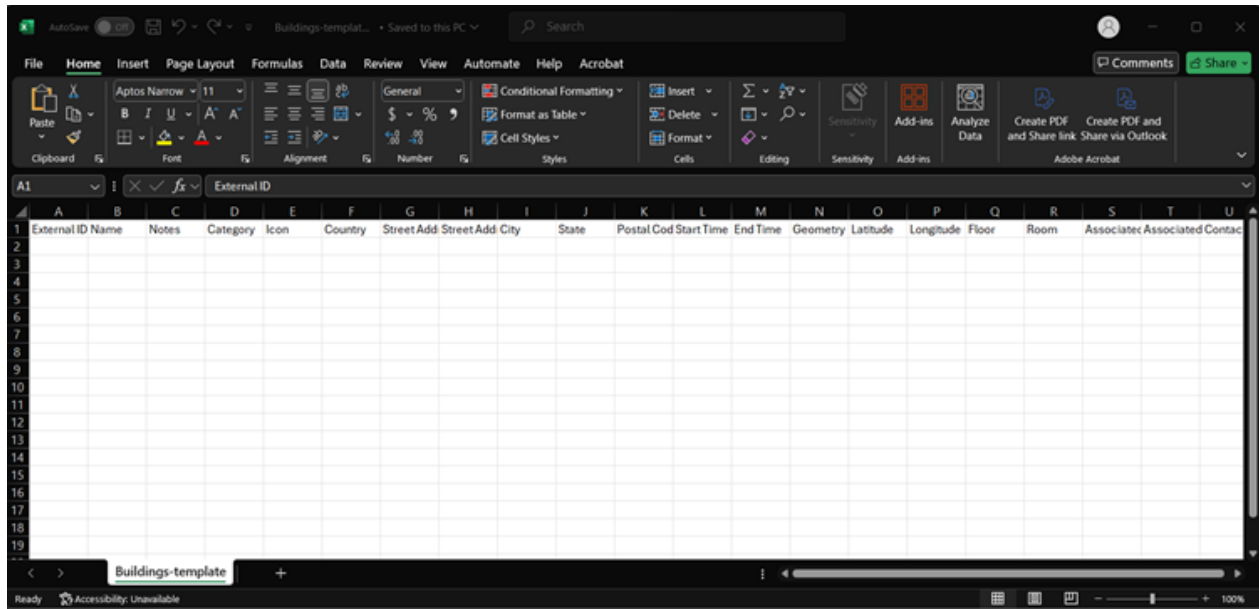 AutoSave Off Buildings-templat... • Saved to this PC Search
File Home Insert Page Layout Formulas Data Review View Automate Help Acrobat Comments Share
Paste Aptos Narrow 11 General Conditional Formatting Insert Sensitivity Add-ins Analyze Data Create PDF and Share link Create PDF and Share via Outlook
B I U A A $ % Format as Table Delete
Cell Styles Format
Clipboard Font Alignment Number Styles Cells Editing Sensitivity Add-ins Adobe Acrobat
A1 fx External ID
A B C D E F G H I J K L M N O P Q R S T U
1 External ID Name Notes Category Icon Country Street Add Street Add City State Postal Cod Start Time End Time Geometry Latitude Longitude Floor Room Associatec Associated Contac
2
3
4
5
6
7
8
9
10
11
12
13
14
15
16
17
18
19
Buildings-template
Ready Accessibility: Unavailable 100%